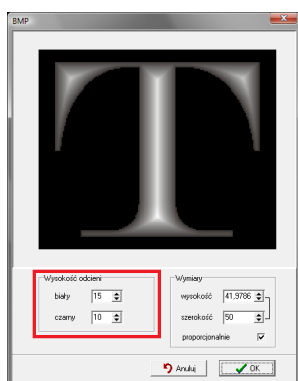 BMP
T
Wysokość odcieni
biały 15
czarny 10
Wymiary
wysokość 41,9786
szerokość 50
proporcjonalnie
Anuluj
OK